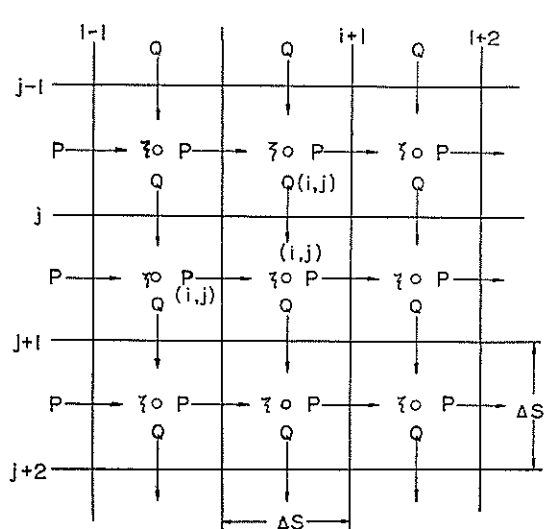 i-1 Q Q i+1 Q i+2
j-1
P ξ P ξ P ξ P
Q Q(i,j) Q
j
(i,j)
P ξ P ξ P ξ P
Q (i,j) Q Q
j+1
P ξ P ξ P ξ P ΔS
Q Q Q
j+2
ΔS